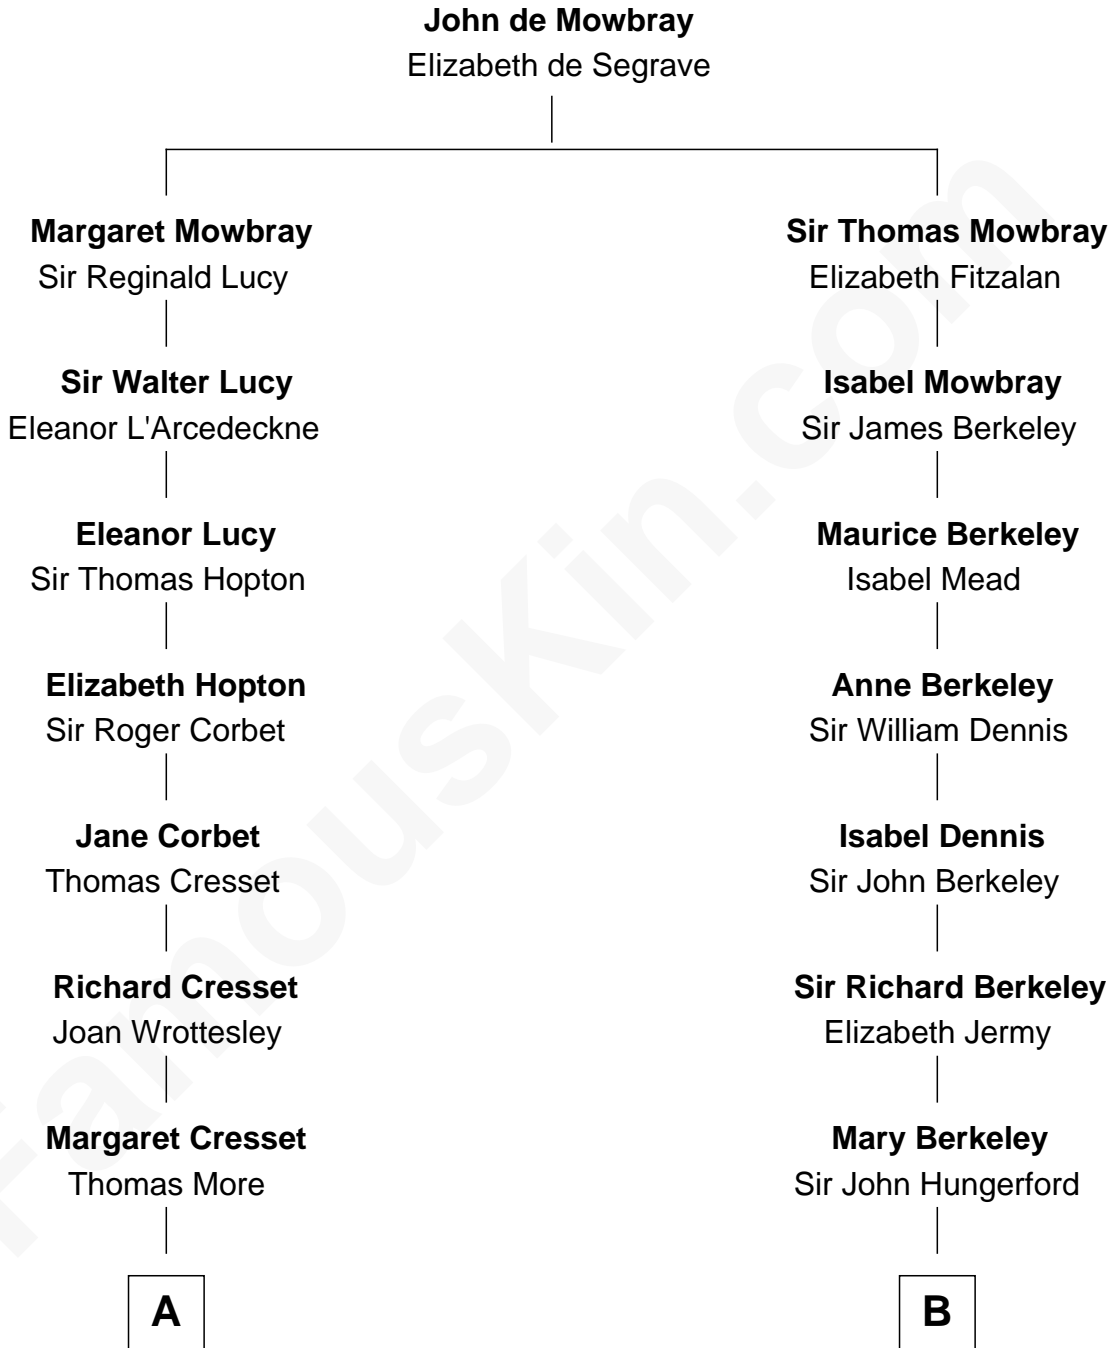 John de Mowbray
Elizabeth de Segrave
Margaret Mowbray
Sir Reginald Lucy
Sir Thomas Mowbray
Elizabeth Fitzalan
Sir Walter Lucy
Eleanor L'Arcedeckne
Isabel Mowbray
Sir James Berkeley
Eleanor Lucy
Sir Thomas Hopton
Maurice Berkeley
Isabel Mead
Elizabeth Hopton
Sir Roger Corbet
Anne Berkeley
Sir William Dennis
Jane Corbet
Thomas Cresset
Isabel Dennis
Sir John Berkeley
Richard Cresset
Joan Wrottesley
Sir Richard Berkeley
Elizabeth Jermy
Margaret Cresset
Thomas More
Mary Berkeley
Sir John Hungerford
A
B
FamousKin.com